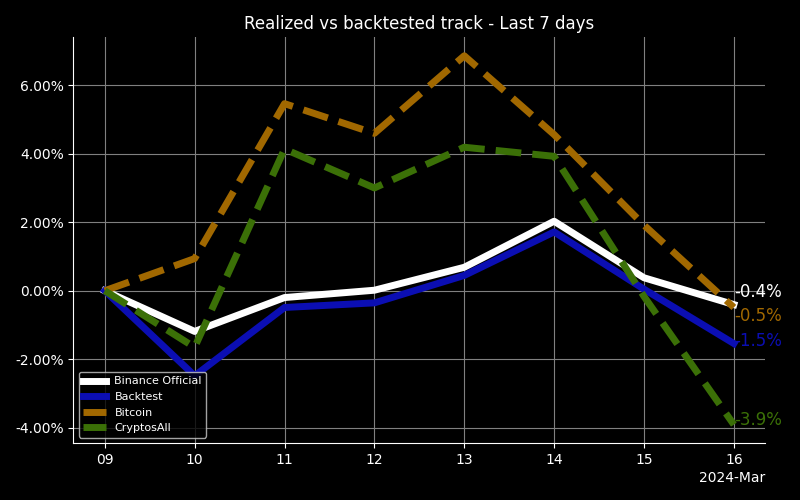 Realized vs backtested track - Last 7 days
6.00%
4.00%
2.00%
0.00%
-2.00%
-4.00%
-0.4%
-0.5%
-1.5%
-3.9%
Binance Official
Backtest
Bitcoin
CryptosAll
09 10 11 12 13 14 15 16
2024-Mar